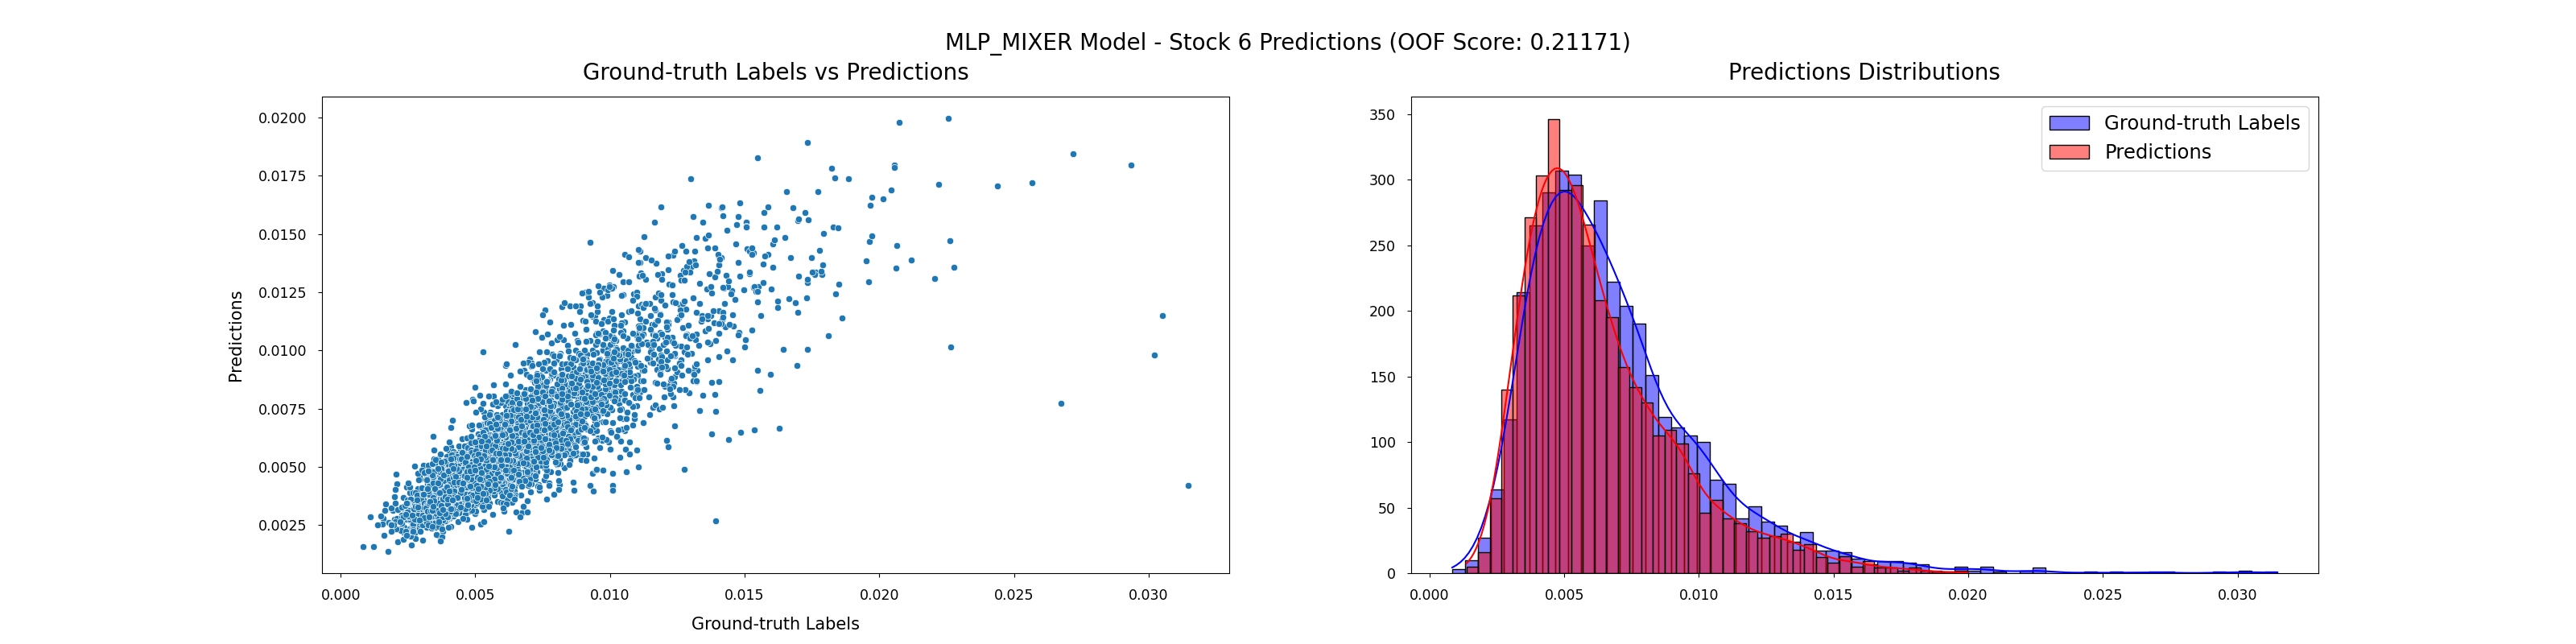 MLP_MIXER Model - Stock 6 Predictions (OOF Score: 0.21171)
Ground-truth Labels vs Predictions
0.0200
0.0175
0.0150
0.0125
0.0100
0.0075
0.0050
0.0025
Predictions
0.000 0.005 0.010 0.015 0.020 0.025 0.030
Ground-truth Labels
Predictions Distributions
350
300
250
200
150
100
50
0
Ground-truth Labels
Predictions
0.000 0.005 0.010 0.015 0.020 0.025 0.030